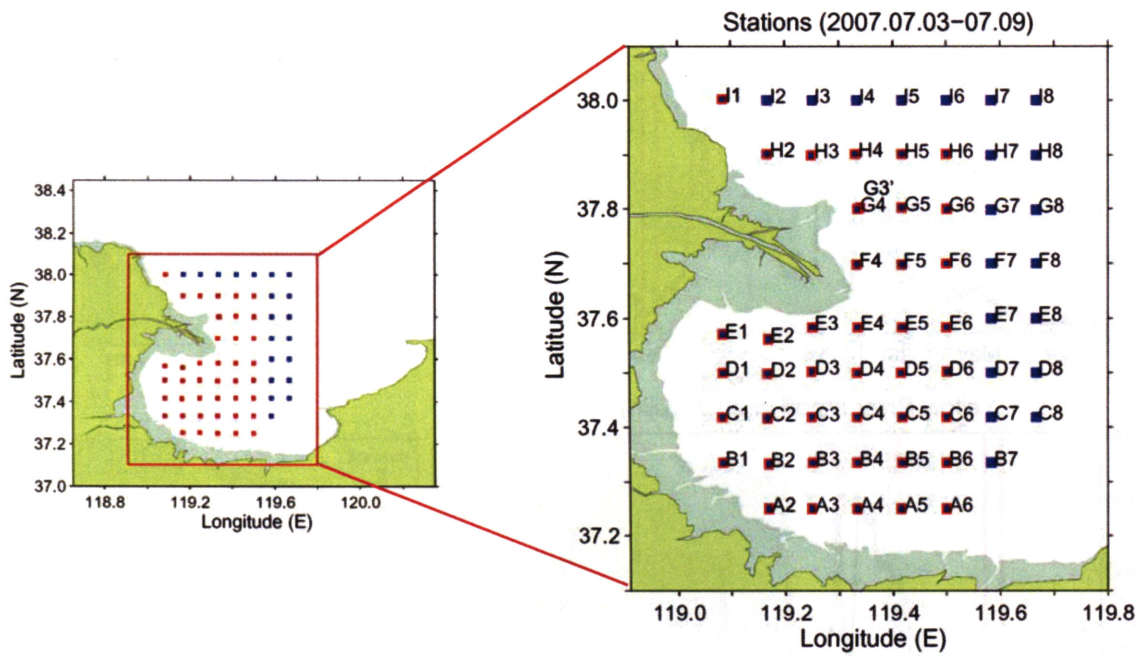 Stations (2007.07.03−07.09)
38.4
38.2
38.0
37.8
37.6
37.4
37.2
37.0
Latitude (N)
118.8 119.2 119.6 120.0
Longitude (E)
38.0
37.8
37.6
37.4
37.2
Latitude (N)
I1 I2 I3 I4 I5 I6 I7 I8
H2 H3 H4 H5 H6 H7 H8
G3'
G4 G5 G6 G7 G8
F4 F5 F6 F7 F8
E1 E2 E3 E4 E5 E6 E7 E8
D1 D2 D3 D4 D5 D6 D7 D8
C1 C2 C3 C4 C5 C6 C7 C8
B1 B2 B3 B4 B5 B6 B7
A2 A3 A4 A5 A6
119.0 119.2 119.4 119.6 119.8
Longitude (E)